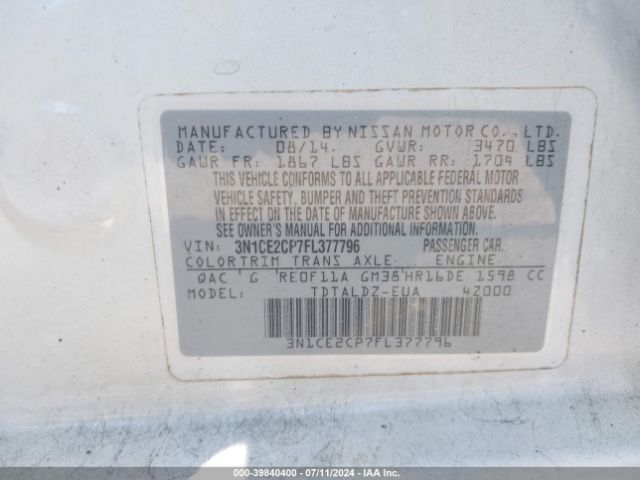 MANUFACTURED BY NISSAN MOTOR CO., LTD.
DATE: 08/14. GVWR: 3470 LBS
GAWR FR: 1867 LBS GAWR RR: 1704 LBS
THIS VEHICLE CONFORMS TO ALL APPLICABLE FEDERAL MOTOR
VEHICLE SAFETY, BUMPER AND THEFT PREVENTION STANDARDS
IN EFFECT ON THE DATE OF MANUFACTURE SHOWN ABOVE.
SEE OWNER'S MANUAL FOR ADDITIONAL INFORMATION.
VIN: 3N1CE2CP7FL377796 PASSENGER CAR.
COLOR TRIM TRANS AXLE ENGINE
QAC G RE0F11A GM38 HR16DE 1598 CC
MODEL: TDTALDZ-EUA 4Z000
3N1CE2CP7FL377796
000-39840400 - 07/11/2024 - IAA Inc.